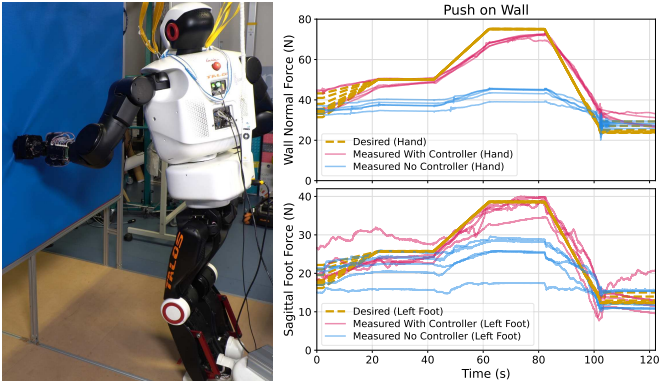 TALOS
Push on Wall
Wall Normal Force (N)
80
60
40
20
0
Desired (Hand)
Measured With Controller (Hand)
Measured No Controller (Hand)
Sagittal Foot Force (N)
40
30
20
10
0
Desired (Left Foot)
Measured With Controller (Left Foot)
Measured No Controller (Left Foot)
0
20
40
60
80
100
120
Time (s)